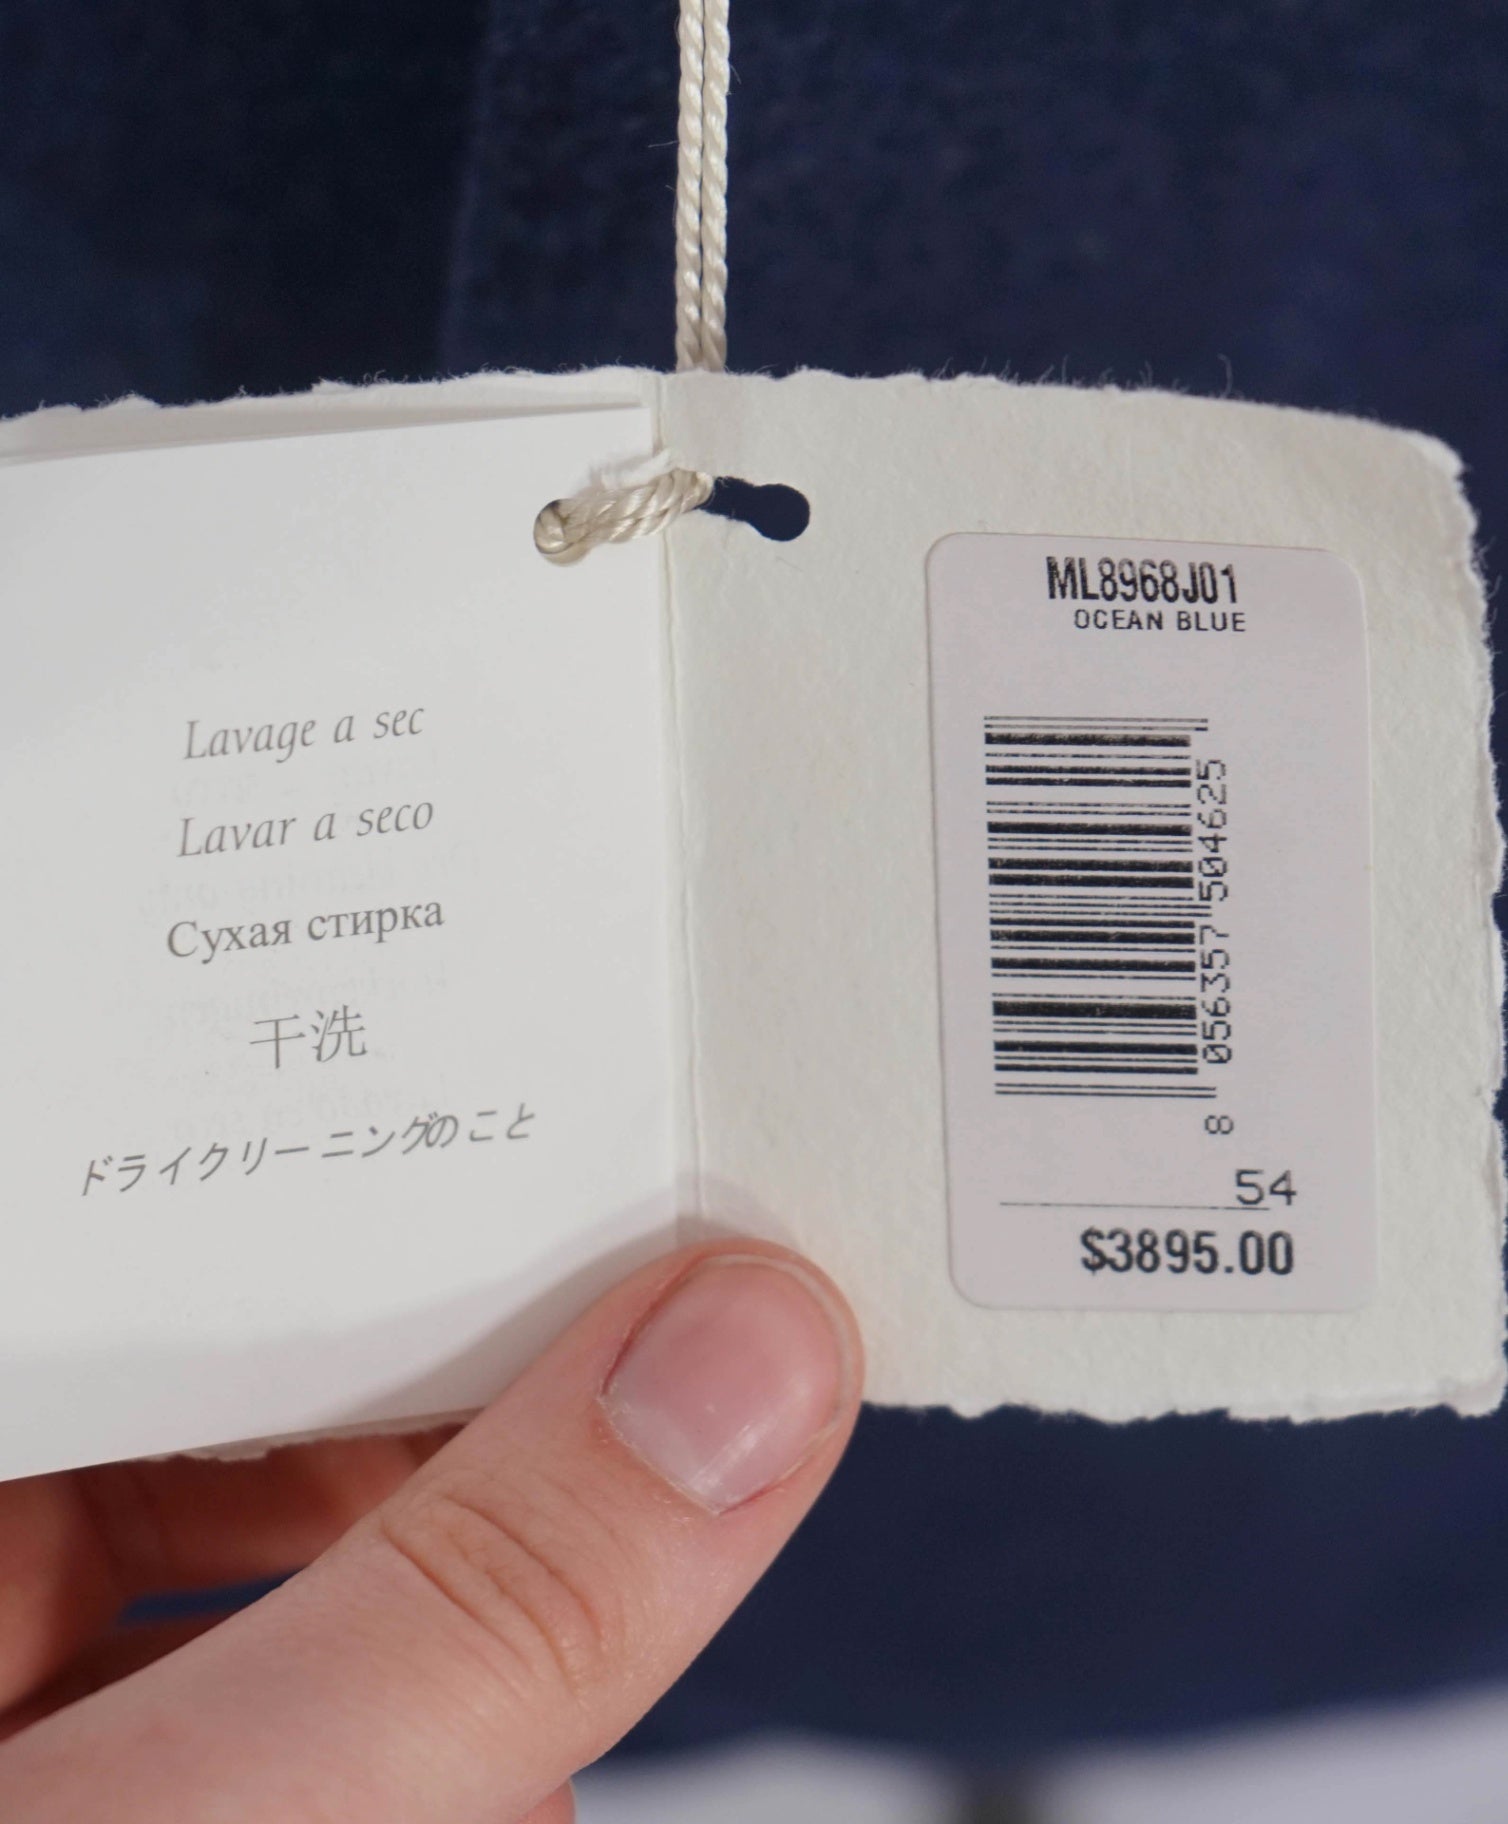 Lavage a sec
Lavar a seco
Сухая стирка
干洗
ドライクリーニングのこと
ML8968J01
OCEAN BLUE
8 056357 504625
54
$3895.00